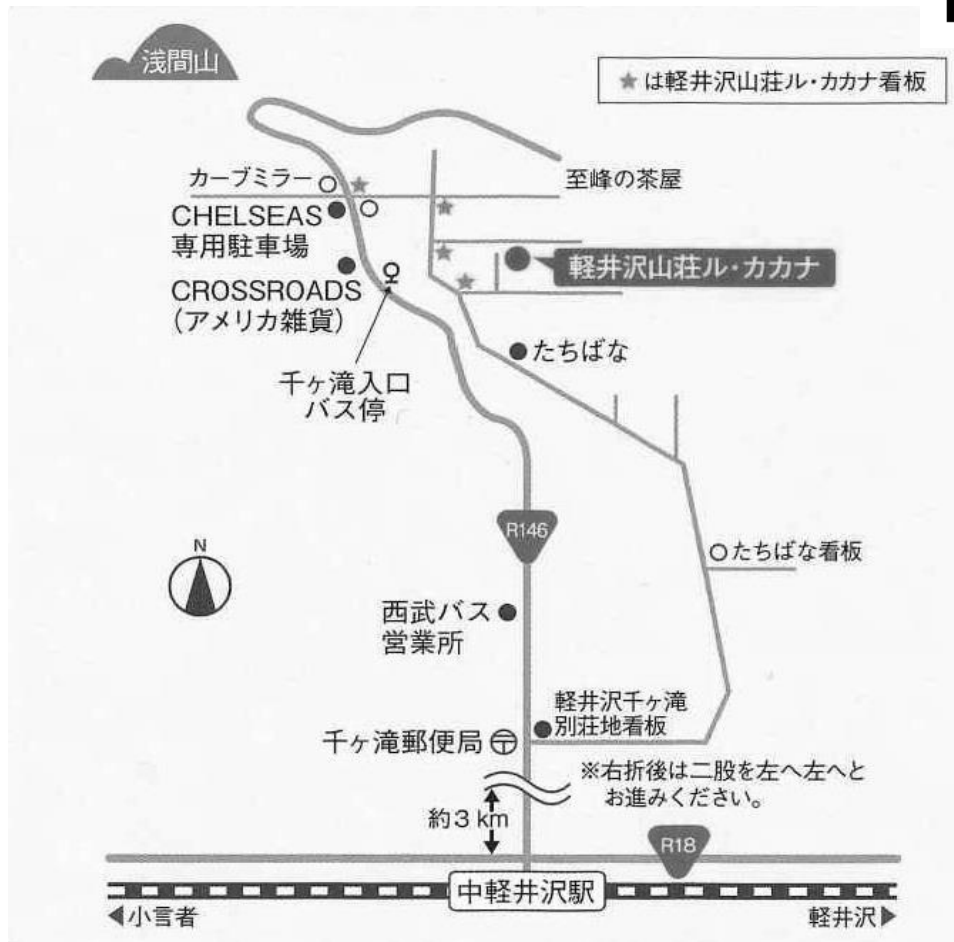 浅間山
★は軽井沢山荘ル・カカナ看板
カーブミラー
至峰の茶屋
CHELSEAS
専用駐車場
軽井沢山荘ル・カカナ
CROSSROADS
(アメリカ雑貨)
たちばな
千ヶ滝入口
バス停
R146
N
たちばな看板
西武バス
営業所
軽井沢千ヶ滝
別荘地看板
千ヶ滝郵便局
※右折後は二股を左へ左へと
お進みください。
約3 km
R18
中軽井沢駅
◀小言者
軽井沢▶